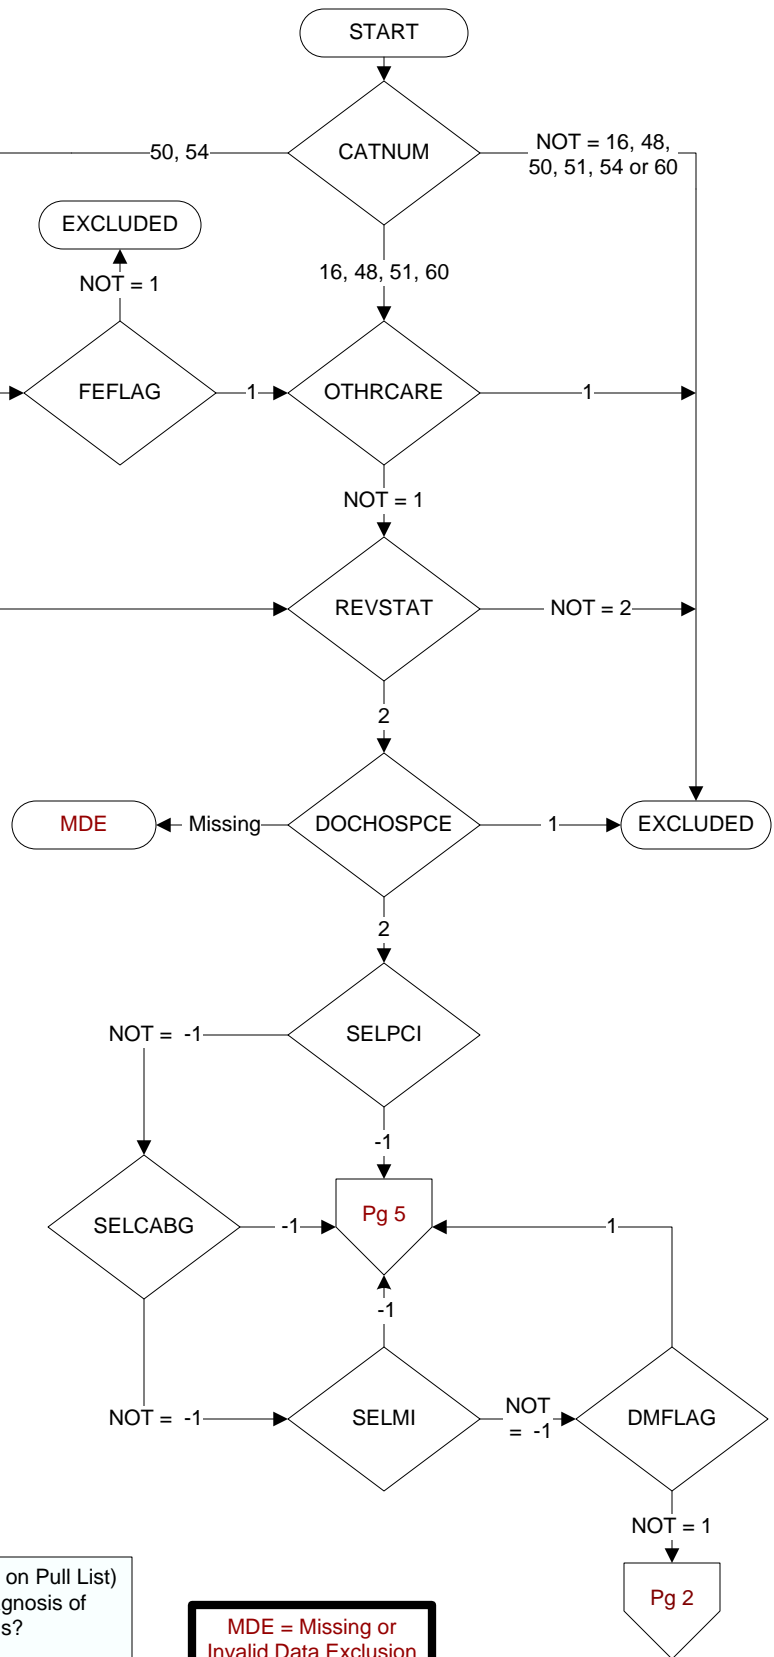 START
CATNUM
50, 54
NOT = 16, 48,
50, 51, 54 or 60
EXCLUDED
NOT = 1
16, 48, 51, 60
FEFLAG
1
OTHRCARE
1
NOT = 1
REVSTAT
NOT = 2
2
MDE
Missing
DOCHOSPCE
1
EXCLUDED
2
NOT = -1
SELPCI
-1
SELCABG
-1
Pg 5
1
-1
NOT = -1
SELMI
NOT
= -1
DMFLAG
NOT = 1
Pg 2
on Pull List)
gnosis of
s?
MDE = Missing or
Invalid Data Exclusion